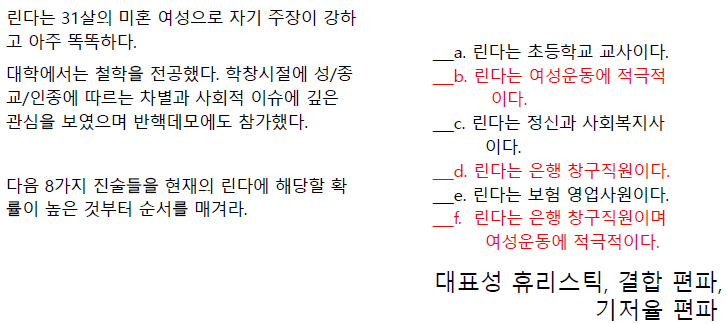 린다는 31살의 미혼 여성으로 자기 주장이 강하
고 아주 똑똑하다.
대학에서는 철학을 전공했다. 학창시절에 성/종
교/인종에 따르는 차별과 사회적 이슈에 깊은
관심을 보였으며 반핵데모에도 참가했다.
다음 8가지 진술들을 현재의 린다에 해당할 확
률이 높은 것부터 순서를 매겨라.
__a. 린다는 초등학교 교사이다.
__b. 린다는 여성운동에 적극적
이다.
__c. 린다는 정신과 사회복지사
이다.
__d. 린다는 은행 창구직원이다.
__e. 린다는 보험 영업사원이다.
__f. 린다는 은행 창구직원이며
여성운동에 적극적이다.
대표성 휴리스틱, 결합 편파,
기저율 편파